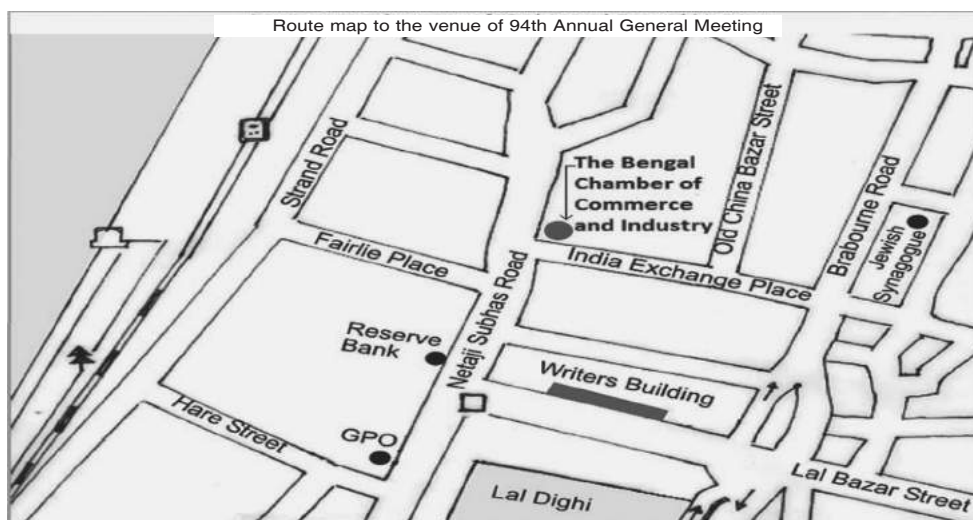 Route map to the venue of 94th Annual General Meeting
Strand Road
Old China Bazar Street
The Bengal
Chamber of
Commerce
and Industry
Brabourne Road
Jewish
Synagogue
Fairlie Place
India Exchange Place
Netaji Subhas Road
Reserve
Bank
Writers Building
Hare Street
GPO
Lal Dighi
Lal Bazar Street